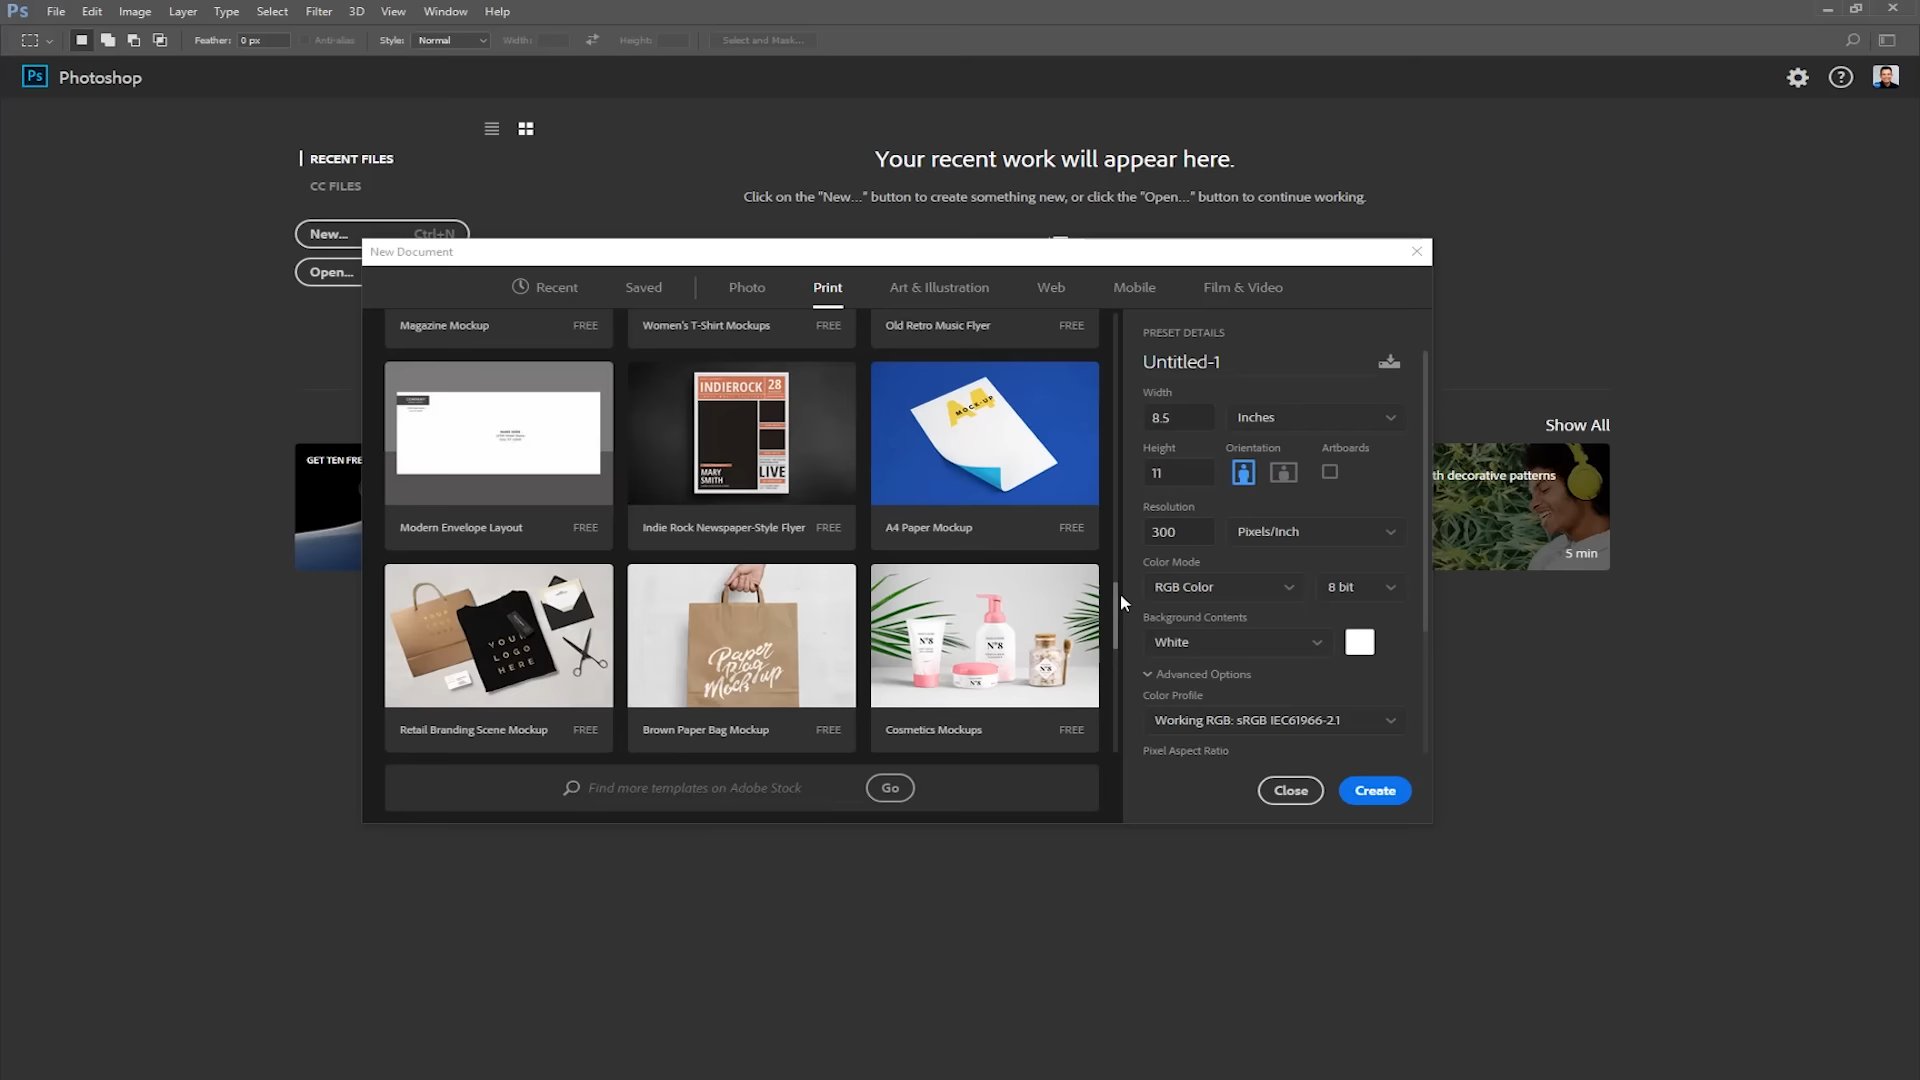 Ps File Edit Image Layer Type Select Filter 3D View Window Help
Feather: 0 px Anti-alias Style: Normal Width: Height: Select and Mask...
Ps Photoshop
RECENT FILES
CC FILES
New... Ctrl+N
Open...
Your recent work will appear here.
Click on the "New..." button to create something new, or click the "Open..." button to continue working.
New Document
Recent Saved Photo Print Art & Illustration Web Mobile Film & Video
Magazine Mockup FREE
Women's T-Shirt Mockups FREE
Old Retro Music Flyer FREE
INDIEROCK 28
MARY
SMITH
LIVE
A4
MOCK-UP
Modern Envelope Layout FREE
Indie Rock Newspaper-Style Flyer FREE
A4 Paper Mockup FREE
YOUR
LOGO
HERE
Paper
Bag
Mockup
N°8
N°8
N°8
N°8
Retail Branding Scene Mockup FREE
Brown Paper Bag Mockup FREE
Cosmetics Mockups FREE
Find more templates on Adobe Stock Go
PRESET DETAILS
Untitled-1
Width
8.5 Inches
Height Orientation Artboards
11
Resolution
300 Pixels/Inch
Color Mode
RGB Color 8 bit
Background Contents
White
Advanced Options
Color Profile
Working RGB: sRGB IEC61966-2.1
Pixel Aspect Ratio
Close Create
Show All
GET TEN FRE
th decorative patterns
5 min